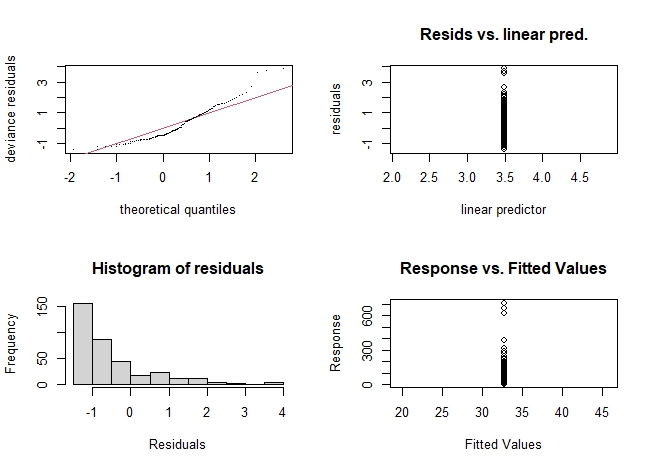 deviance residuals
3
1
-1
-2 -1 0 1 2
theoretical quantiles
Resids vs. linear pred.
residuals
3
1
-1
2.0 2.5 3.0 3.5 4.0 4.5
linear predictor
Histogram of residuals
Frequency
150
50
0
-1 0 1 2 3 4
Residuals
Response vs. Fitted Values
Response
600
300
0
20 25 30 35 40 45
Fitted Values